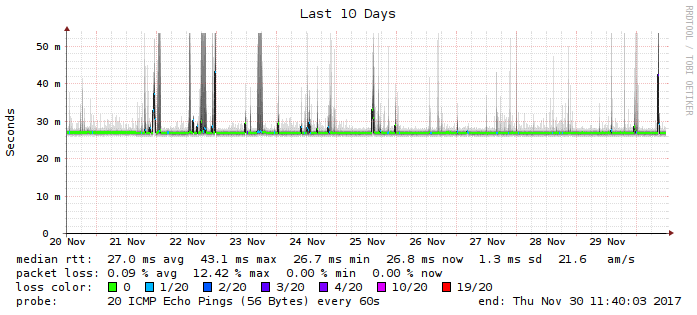 Last 10 Days
RRDTOOL / TOBI OETIKER
Seconds
50 m
40 m
30 m
20 m
10 m
0
20 Nov 21 Nov 22 Nov 23 Nov 24 Nov 25 Nov 26 Nov 27 Nov 28 Nov 29 Nov
median rtt: 27.0 ms avg 43.1 ms max 26.7 ms min 26.8 ms now 1.3 ms sd 21.6 am/s
packet loss: 0.09 % avg 12.42 % max 0.00 % min 0.00 % now
loss color: 0 1/20 2/20 3/20 4/20 10/20 19/20
probe: 20 ICMP Echo Pings (56 Bytes) every 60s end: Thu Nov 30 11:40:03 2017